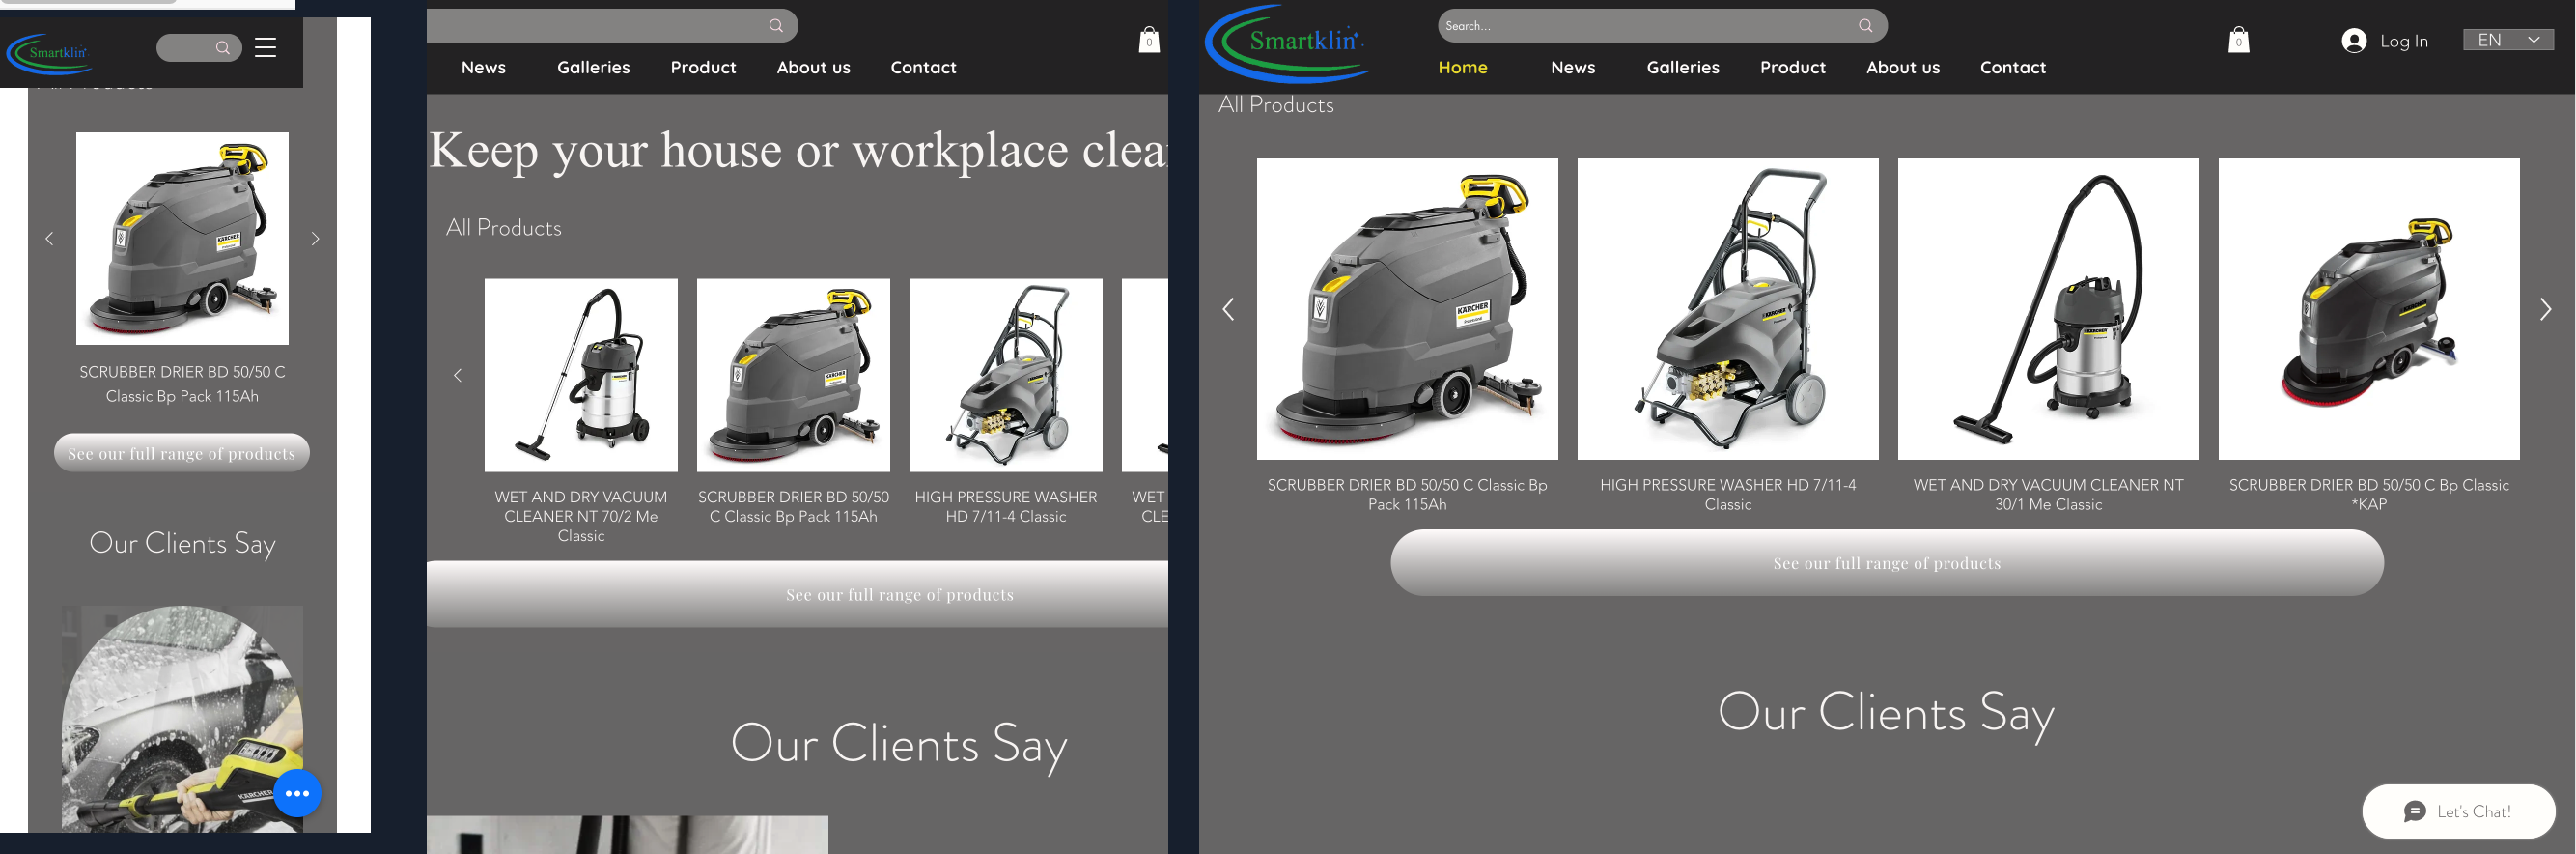 Smartklin
SCRUBBER DRIER BD 50/50 C
Classic Bp Pack 115Ah
See our full range of products
Our Clients Say
KÄRCHER
0
News Galleries Product About us Contact
Keep your house or workplace clea
All Products
WET AND DRY VACUUM
CLEANER NT 70/2 Me
Classic
SCRUBBER DRIER BD 50/50
C Classic Bp Pack 115Ah
HIGH PRESSURE WASHER
HD 7/11-4 Classic
WET
CLE
See our full range of products
Our Clients Say
Smartklin
Search...
0
Log In
EN
Home News Galleries Product About us Contact
All Products
KÄRCHER
SCRUBBER DRIER BD 50/50 C Classic Bp
Pack 115Ah
HIGH PRESSURE WASHER HD 7/11-4
Classic
WET AND DRY VACUUM CLEANER NT
30/1 Me Classic
SCRUBBER DRIER BD 50/50 C Bp Classic
*KAP
See our full range of products
Our Clients Say
Let's Chat!